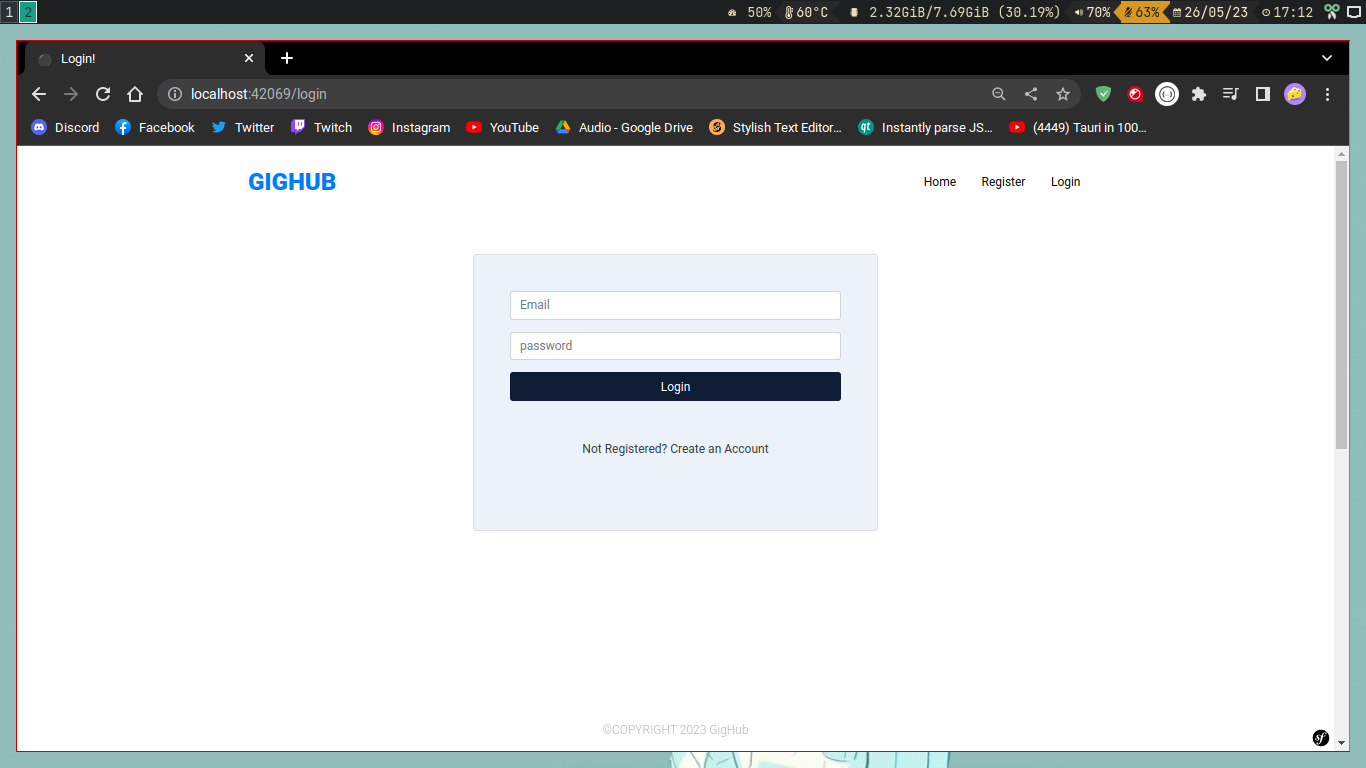 1 2 50% 60°C 2.32GiB/7.69GiB (30.19%) 70% 63% 26/05/23 17:12
Login!
localhost:42069/login
Discord Facebook Twitter Twitch Instagram YouTube Audio - Google Drive Stylish Text Editor... Instantly parse JS... (4449) Tauri in 100...
GIGHUB Home Register Login
Email
password
Login
Not Registered? Create an Account
©COPYRIGHT 2023 GigHub
sf